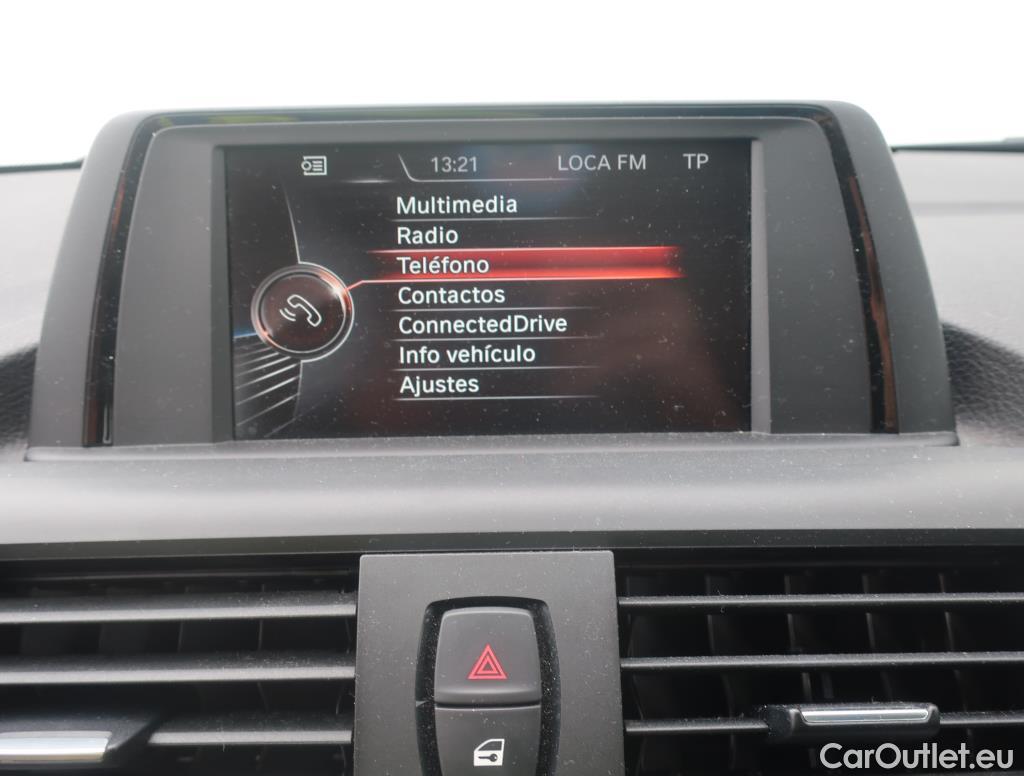 13:21 LOCA FM TP
Multimedia
Radio
Teléfono
Contactos
ConnectedDrive
Info vehículo
Ajustes
CarOutlet.eu